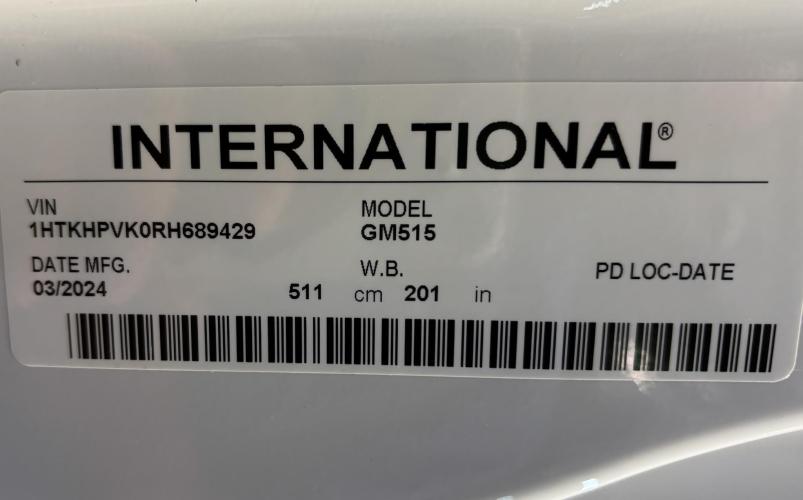 INTERNATIONAL®
VIN MODEL
1HTKHPVK0RH689429 GM515
DATE MFG. W.B. PD LOC-DATE
03/2024 511 cm 201 in